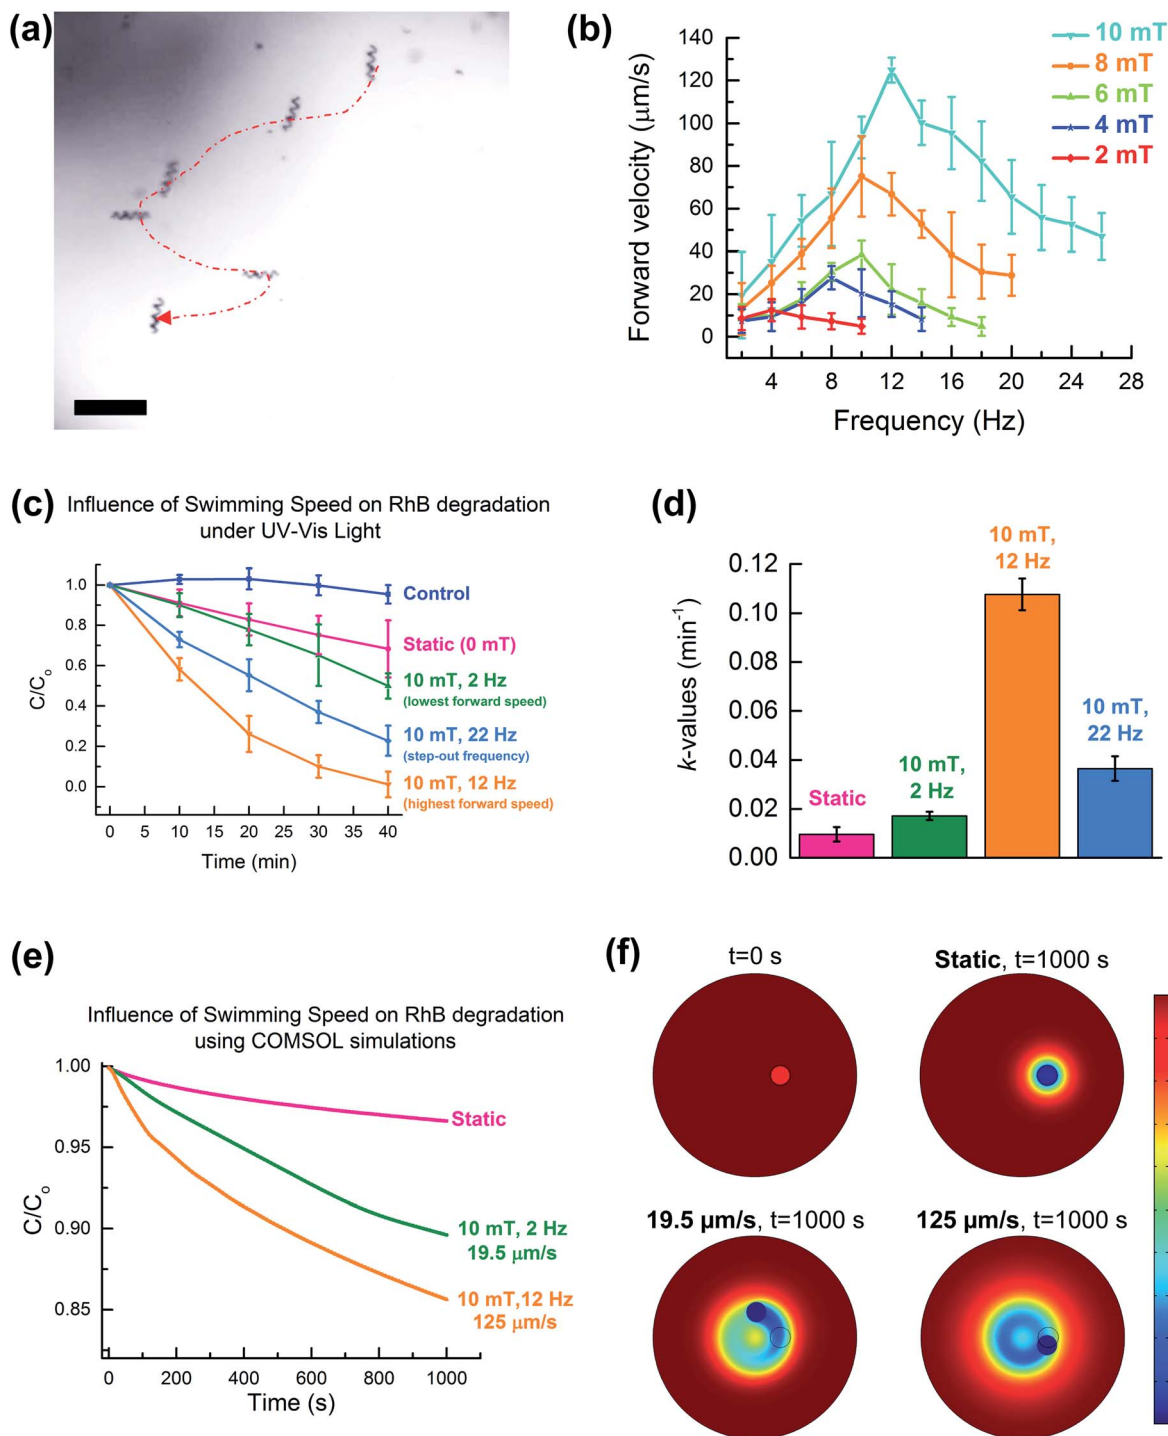 (a)
(b)
140
120
100
80
60
40
20
0
Forward velocity (μm/s)
4
8
12
16
20
24
28
Frequency (Hz)
10 mT
8 mT
6 mT
4 mT
2 mT
(c)
Influence of Swimming Speed on RhB degradation
under UV-Vis Light
1.0
0.8
0.6
0.4
0.2
0.0
C/Co
0
5
10
15
20
25
30
35
40
Time (min)
Control
Static (0 mT)
10 mT, 2 Hz
(lowest forward speed)
10 mT, 22 Hz
(step-out frequency)
10 mT, 12 Hz
(highest forward speed)
(d)
0.12
0.10
0.08
0.06
0.04
0.02
0.00
k-values (min⁻¹)
Static
10 mT,
2 Hz
10 mT,
12 Hz
10 mT,
22 Hz
(e)
Influence of Swimming Speed on RhB degradation
using COMSOL simulations
1.00
0.95
0.90
0.85
C/Co
0
200
400
600
800
1000
Time (s)
Static
10 mT, 2 Hz
19.5 μm/s
10 mT,12 Hz
125 μm/s
(f)
t=0 s
Static, t=1000 s
19.5 μm/s, t=1000 s
125 μm/s, t=1000 s